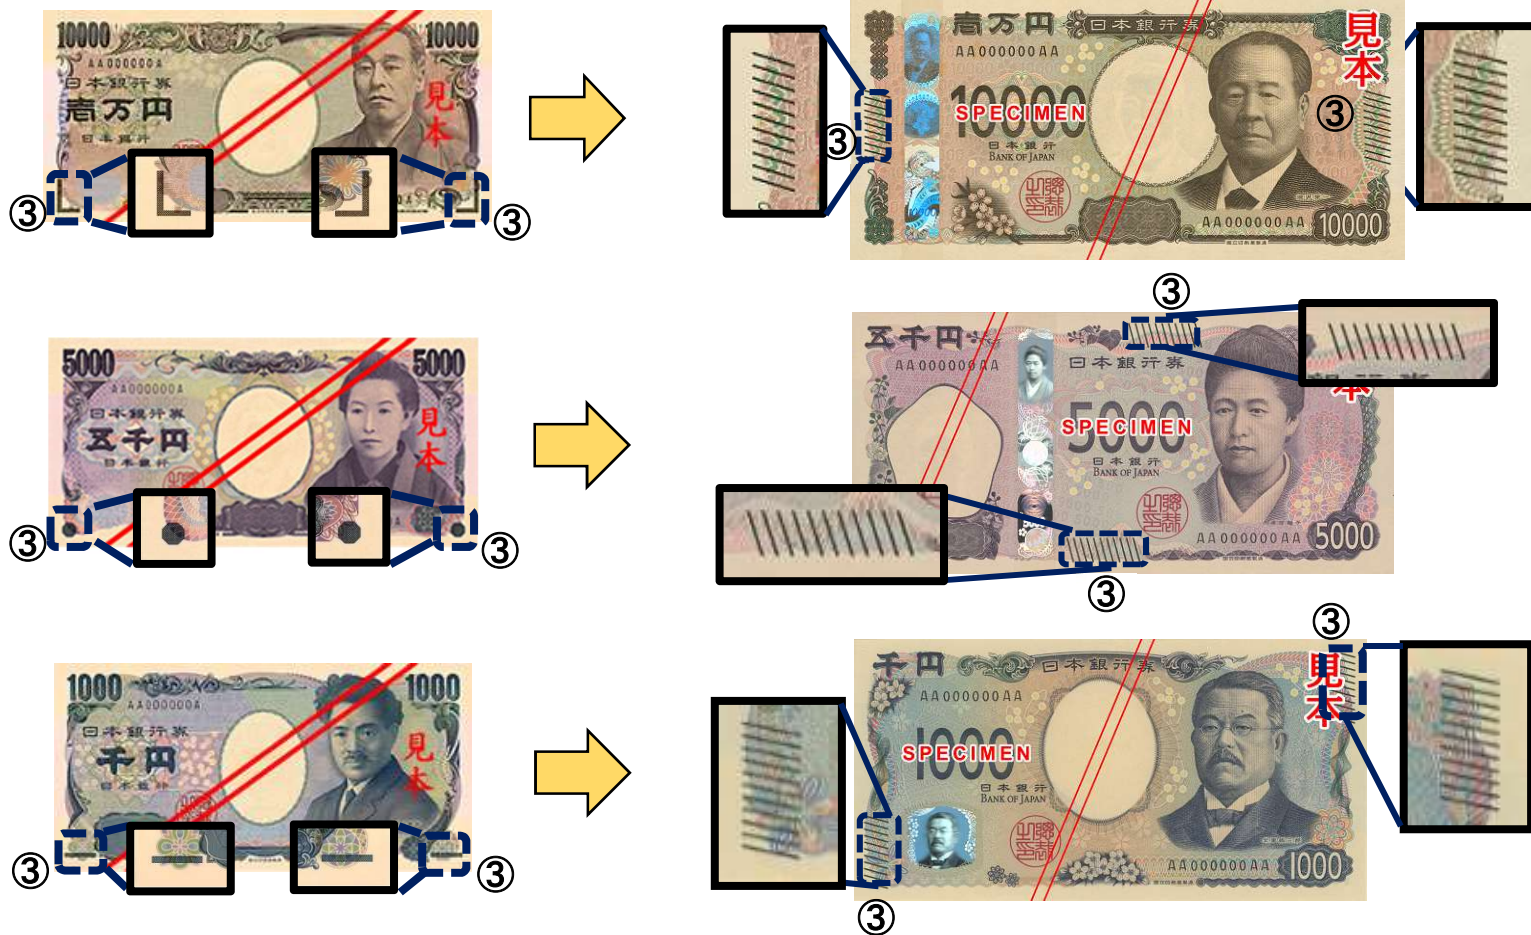 10000
10000
AA000000A
日本銀行券
壱万円
日本銀行
見本
③
③
壱万円
日本銀行券
AA000000AA
10000
SPECIMEN
日本銀行
BANK OF JAPAN
見本
③
③
AA000000AA
10000
5000
5000
AA000000A
日本銀行券
五千円
日本銀行
見本
③
③
③
五千円
AA000000AA
日本銀行券
5000
SPECIMEN
日本銀行
BANK OF JAPAN
本
AA000000AA
5000
③
1000
1000
AA000000A
日本銀行券
千円
日本銀行
見本
③
③
③
千円
日本銀行券
AA000000AA
1000
SPECIMEN
日本銀行
BANK OF JAPAN
見本
AA000000AA
1000
③